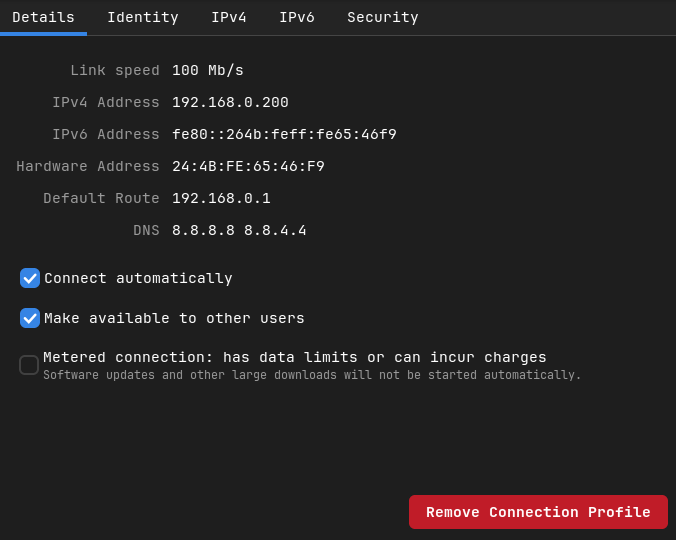 Details Identity IPv4 IPv6 Security
Link speed 100 Mb/s
IPv4 Address 192.168.0.200
IPv6 Address fe80::264b:feff:fe65:46f9
Hardware Address 24:4B:FE:65:46:F9
Default Route 192.168.0.1
DNS 8.8.8.8 8.8.4.4
Connect automatically
Make available to other users
Metered connection: has data limits or can incur charges
Software updates and other large downloads will not be started automatically.
Remove Connection Profile